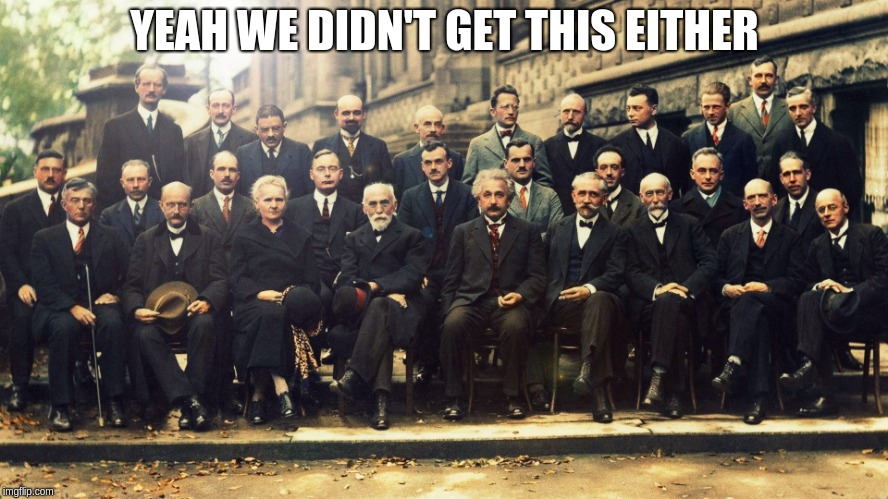 YEAH WE DIDN'T GET THIS EITHER
imgflip.com